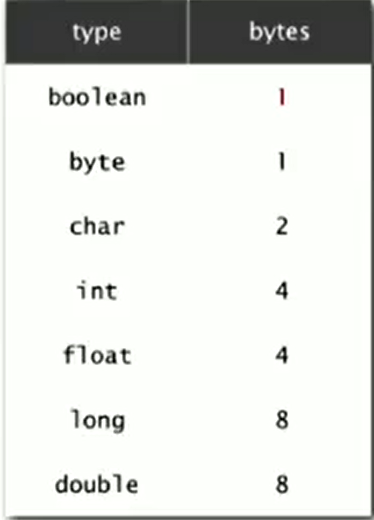 type bytes
boolean 1
byte 1
char 2
int 4
float 4
long 8
double 8